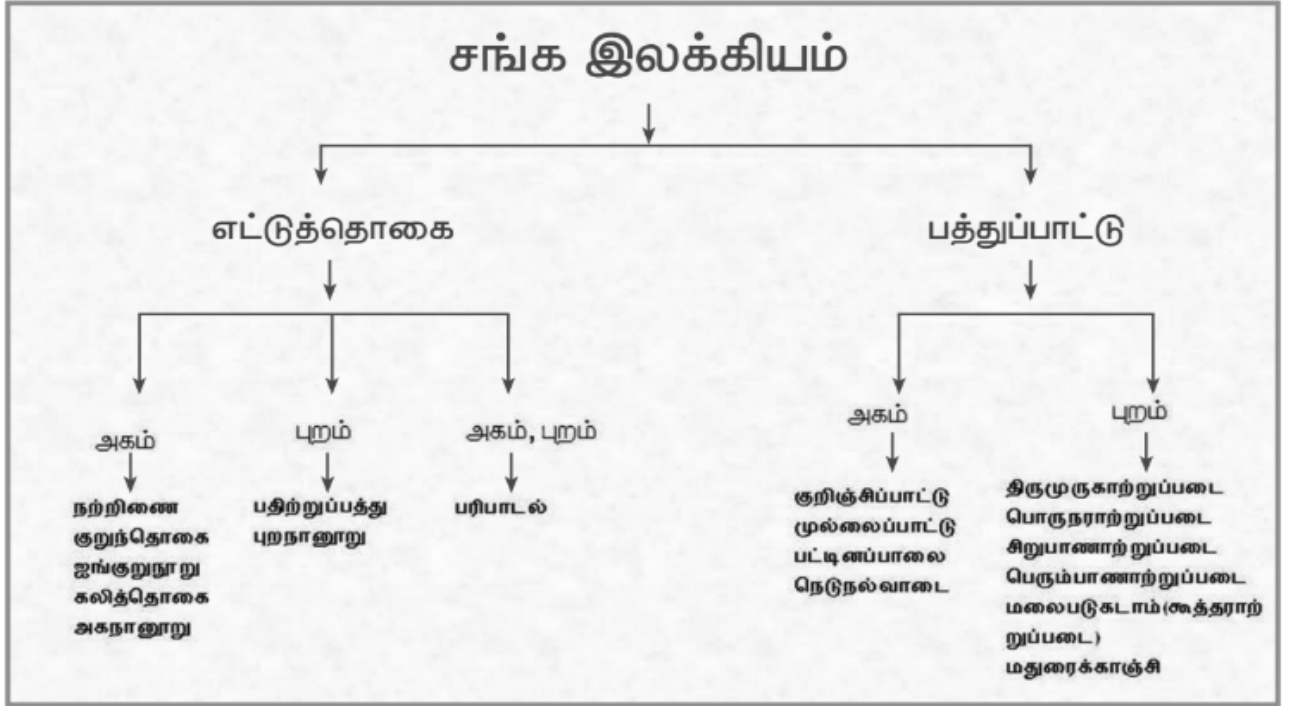 சங்க இலக்கியம்
எட்டுத்தொகை
பத்துப்பாட்டு
அகம்
நற்றிணை
குறுந்தொகை
ஐங்குறுநூறு
கலித்தொகை
அகநானூறு
புறம்
பதிற்றுப்பத்து
புறநானூறு
அகம், புறம்
பரிபாடல்
அகம்
குறிஞ்சிப்பாட்டு
முல்லைப்பாட்டு
பட்டினப்பாலை
நெடுநல்வாடை
புறம்
திருமுருகாற்றுப்படை
பொருநராற்றுப்படை
சிறுபாணாற்றுப்படை
பெரும்பாணாற்றுப்படை
மலைபடுகடாம்(கூத்தராற்
றுப்படை)
மதுரைக்காஞ்சி